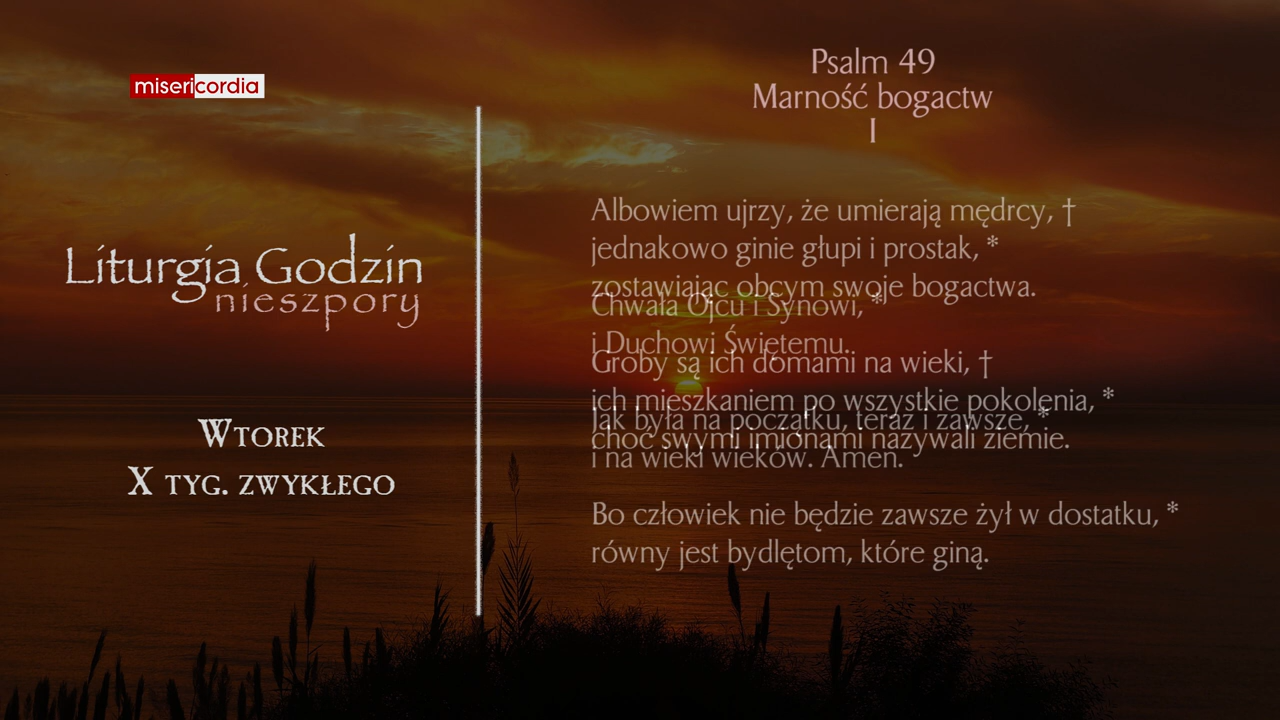 misericordia
Liturgia Godzin
nieszpory
Wtorek
X tyg. zwykłego
Psalm 49
Marność bogactw
I
Albowiem ujrzy, że umierają mędrcy, †
jednakowo ginie głupi i prostak, *
zostawiając obcym swoje bogactwa.
Chwała Ojcu i Synowi, *
i Duchowi Świętemu.
Groby są ich domami na wieki, †
ich mieszkaniem po wszystkie pokolenia, *
Jak była na początku, teraz i zawsze, *
choć swymi imionami nazywali ziemie.
i na wieki wieków. Amen.
Bo człowiek nie będzie zawsze żył w dostatku, *
równy jest bydlętom, które giną.